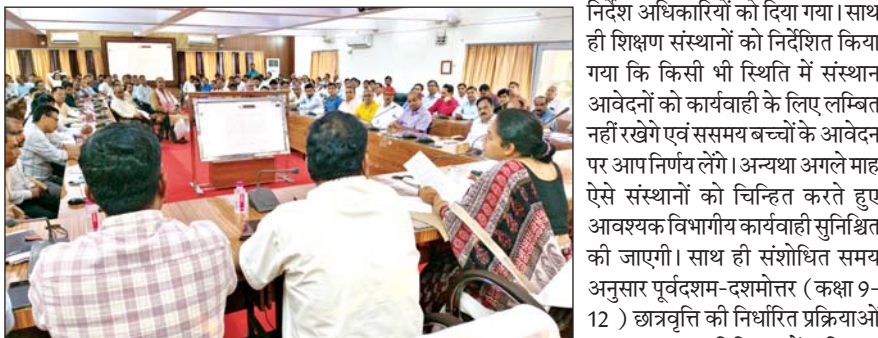 निर्देश अधिकारियों को दिया गया। साथ
ही शिक्षण संस्थानों को निर्देशित किया
गया कि किसी भी स्थिति में संस्थान
आवेदनों को कार्यवाही के लिए लम्बित
नहीं रखेगे एवं ससमय बच्चों के आवेदन
पर आप निर्णय लेंगे। अन्यथा अगले माह
ऐसे संस्थानों को चिन्हित करते हुए
आवश्यक विभागीय कार्यवाही सुनिश्चित
की जाएगी। साथ ही संशोधित समय
अनुसार पूर्वदशम-दशमोत्तर (कक्षा 9-
12 ) छात्रवृत्ति की निर्धारित प्रक्रियाओं